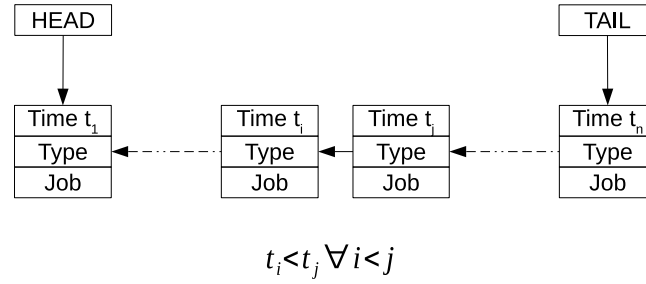 HEAD TAIL
Time t₁ Time tᵢ Time tⱼ Time tₙ
Type Type Type Type
Job Job Job Job
tᵢ<tⱼ ∀ i<j